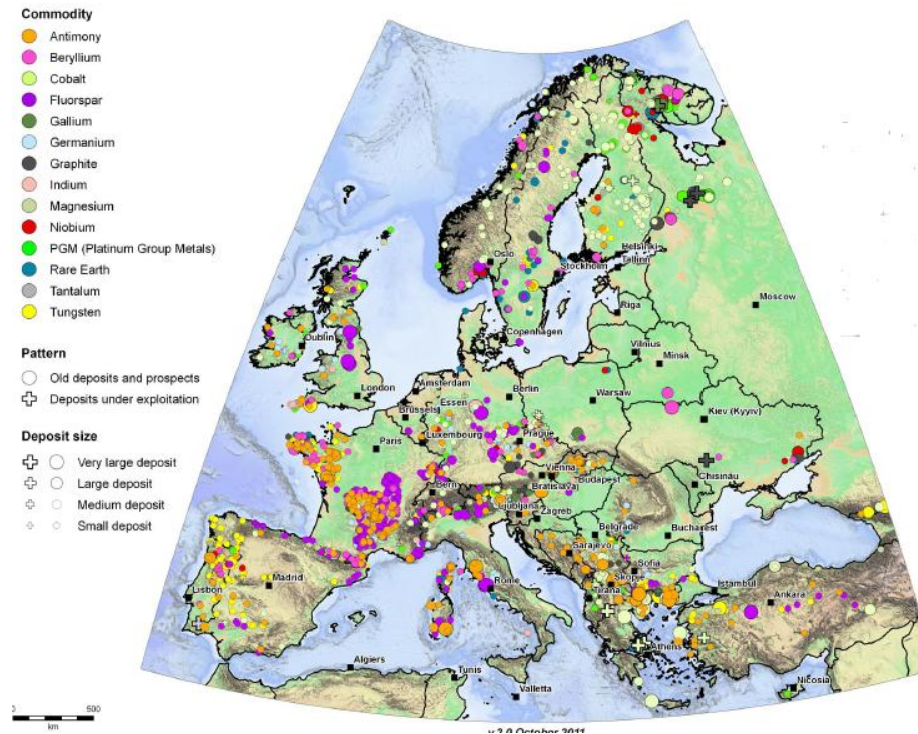 Commodity
Antimony
Beryllium
Cobalt
Fluorspar
Gallium
Germanium
Graphite
Indium
Magnesium
Niobium
PGM (Platinum Group Metals)
Rare Earth
Tantalum
Tungsten
Pattern
Old deposits and prospects
Deposits under exploitation
Deposit size
Very large deposit
Large deposit
Medium deposit
Small deposit
0 500
km
Oslo
Helsinki
Stockholm
Tallinn
Riga
Moscow
Dublin
Copenhagen
Vilnius
Minsk
London
Amsterdam
Berlin
Warsaw
Essen
Brussels
Kiev (Kyyiv)
Luxembourg
Prague
Paris
Vienna
Bratislava
Budapest
Chisinău
Bern
Ljubljana
Zagreb
Belgrade
Bucharest
Sarajevo
Sofia
Skopje
Madrid
Rome
Tirana
Istambul
Ankara
Lisbon
Athens
Algiers
Tunis
Nicosia
Valletta
v 2.0 October 2011